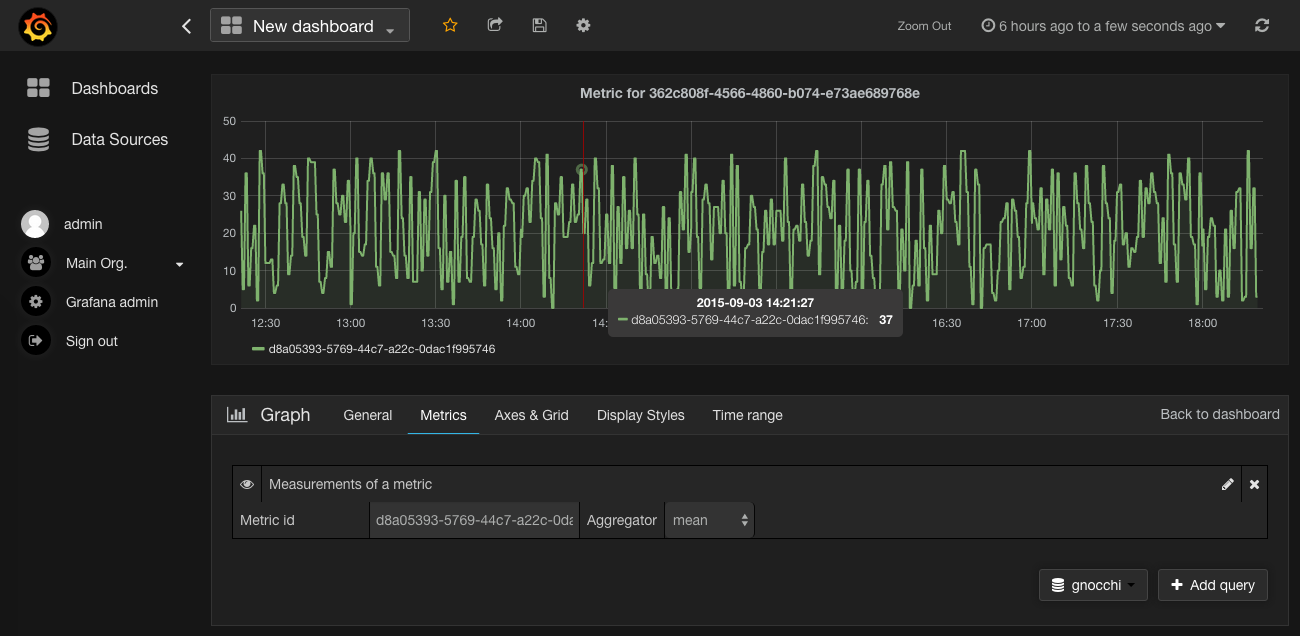 New dashboard
Zoom Out
6 hours ago to a few seconds ago
Dashboards
Data Sources
admin
Main Org.
Grafana admin
Sign out
Metric for 362c808f-4566-4860-b074-e73ae689768e
50
40
30
20
10
0
12:30 13:00 13:30 14:00 14: 16:30 17:00 17:30 18:00
2015-09-03 14:21:27
d8a05393-5769-44c7-a22c-0dac1f995746: 37
d8a05393-5769-44c7-a22c-0dac1f995746
Graph General Metrics Axes & Grid Display Styles Time range Back to dashboard
Measurements of a metric
Metric id d8a05393-5769-44c7-a22c-0da Aggregator mean
gnocchi Add query